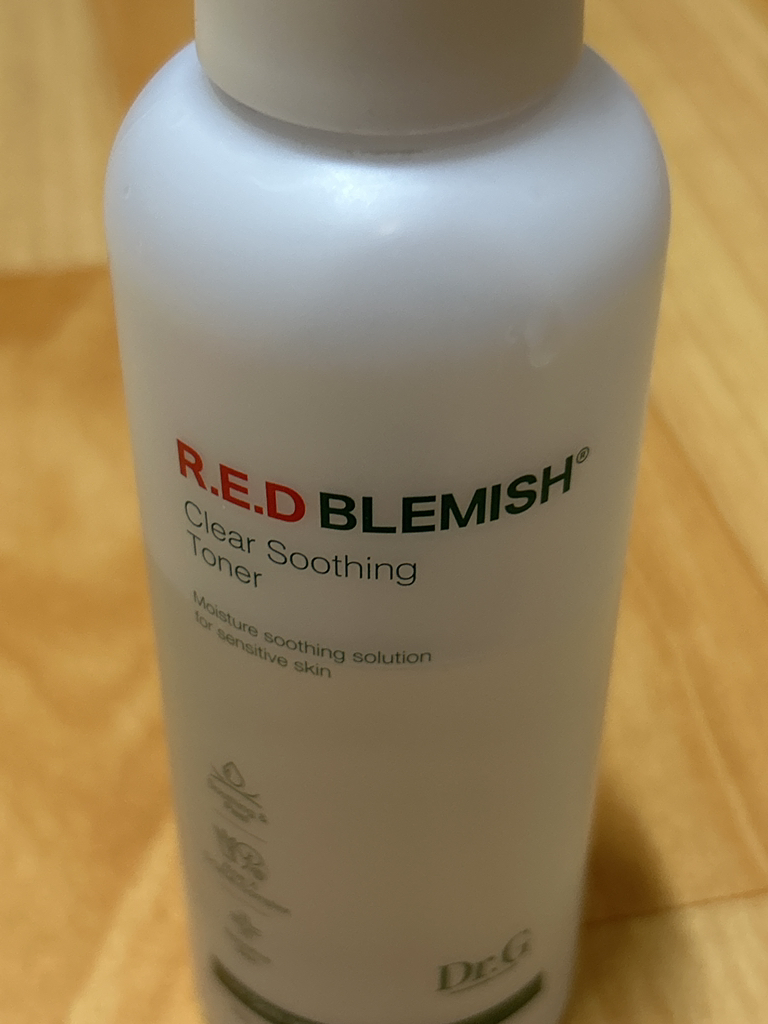 R.E.D BLEMISH®
Clear Soothing
Toner
Moisture soothing solution
for sensitive skin
Dr.G